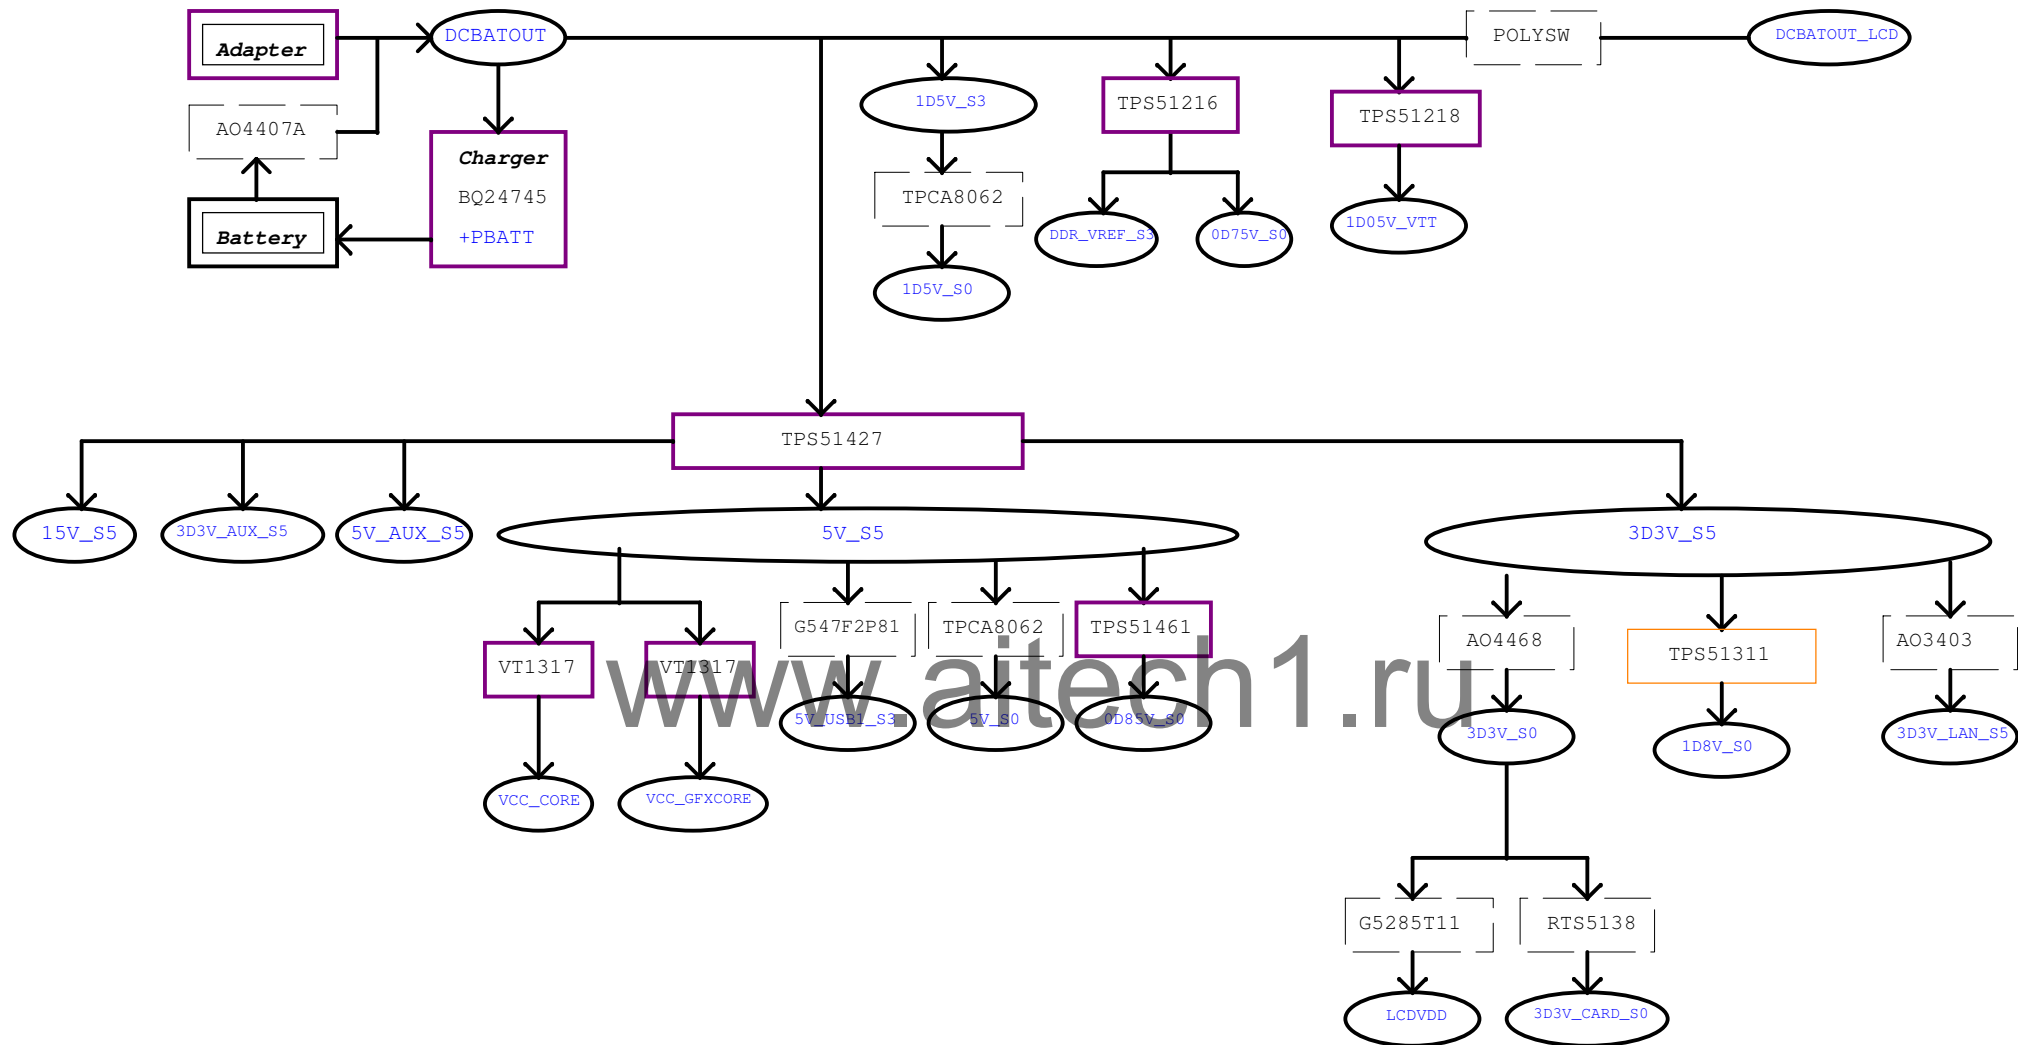 Adapter
DCBATOUT
POLYSW
DCBATOUT_LCD
AO4407A
1D5V_S3
TPS51216
TPS51218
Charger
BQ24745
+PBATT
Battery
TPCA8062
DDR_VREF_S3
0D75V_S0
1D05V_VTT
1D5V_S0
TPS51427
15V_S5
3D3V_AUX_S5
5V_AUX_S5
5V_S5
3D3V_S5
G547F2P81
TPCA8062
TPS51461
AO4468
TPS51311
AO3403
VT1317
VT1317
www.aitech1.ru
5V_USB1_S3
5V_S0
0D85V_S0
3D3V_S0
1D8V_S0
3D3V_LAN_S5
VCC_CORE
VCC_GFXCORE
G5285T11
RTS5138
LCDVDD
3D3V_CARD_S0